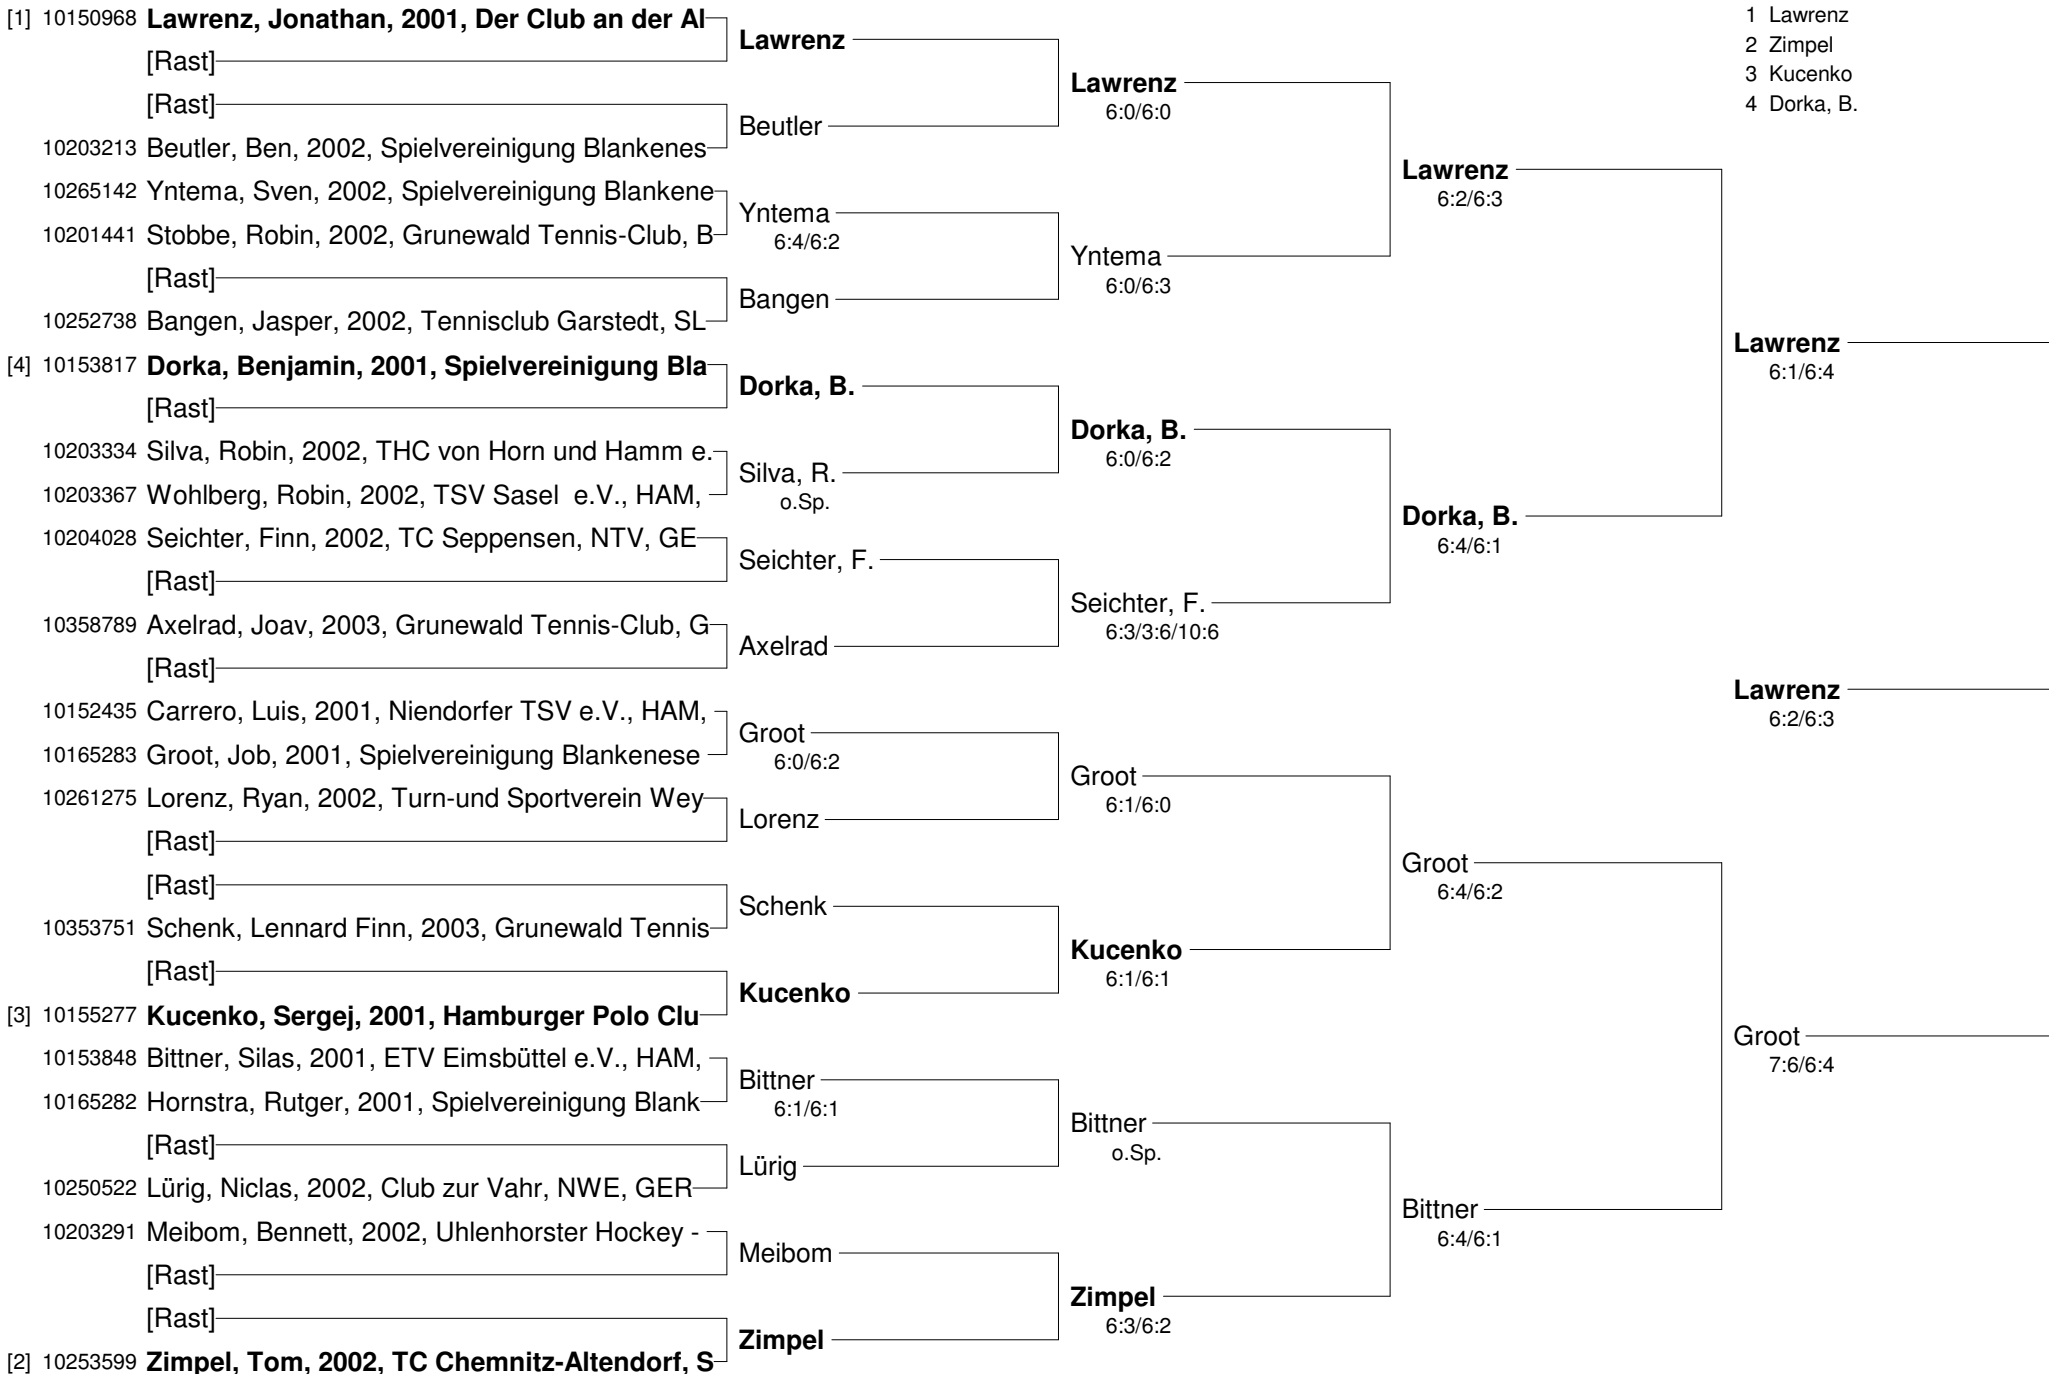 [1] 10150968 Lawrenz, Jonathan, 2001, Der Club an der Al
[Rast]
[Rast]
10203213 Beutler, Ben, 2002, Spielvereinigung Blankenes
10265142 Yntema, Sven, 2002, Spielvereinigung Blankene
10201441 Stobbe, Robin, 2002, Grunewald Tennis-Club, B
[Rast]
10252738 Bangen, Jasper, 2002, Tennisclub Garstedt, SL
[4] 10153817 Dorka, Benjamin, 2001, Spielvereinigung Bla
[Rast]
10203334 Silva, Robin, 2002, THC von Horn und Hamm e.
10203367 Wohlberg, Robin, 2002, TSV Sasel e.V., HAM,
10204028 Seichter, Finn, 2002, TC Seppensen, NTV, GE
[Rast]
10358789 Axelrad, Joav, 2003, Grunewald Tennis-Club, G
[Rast]
10152435 Carrero, Luis, 2001, Niendorfer TSV e.V., HAM,
10165283 Groot, Job, 2001, Spielvereinigung Blankenese
10261275 Lorenz, Ryan, 2002, Turn-und Sportverein Wey
[Rast]
[Rast]
10353751 Schenk, Lennard Finn, 2003, Grunewald Tennis
[Rast]
[3] 10155277 Kucenko, Sergej, 2001, Hamburger Polo Clu
10153848 Bittner, Silas, 2001, ETV Eimsbüttel e.V., HAM,
10165282 Hornstra, Rutger, 2001, Spielvereinigung Blank
[Rast]
10250522 Lürig, Niclas, 2002, Club zur Vahr, NWE, GER
10203291 Meibom, Bennett, 2002, Uhlenhorster Hockey -
[Rast]
[Rast]
[2] 10253599 Zimpel, Tom, 2002, TC Chemnitz-Altendorf, S
Lawrenz
Beutler
Yntema
6:4/6:2
Bangen
Dorka, B.
Silva, R.
o.Sp.
Seichter, F.
Axelrad
Groot
6:0/6:2
Lorenz
Schenk
Kucenko
Bittner
6:1/6:1
Lürig
Meibom
Zimpel
Lawrenz
6:0/6:0
Yntema
6:0/6:3
Dorka, B.
6:0/6:2
Seichter, F.
6:3/3:6/10:6
Groot
6:1/6:0
Kucenko
6:1/6:1
Bittner
o.Sp.
Zimpel
6:3/6:2
Lawrenz
6:2/6:3
Dorka, B.
6:4/6:1
Groot
6:4/6:2
Bittner
6:4/6:1
1 Lawrenz
2 Zimpel
3 Kucenko
4 Dorka, B.
Lawrenz
6:1/6:4
Lawrenz
6:2/6:3
Groot
7:6/6:4